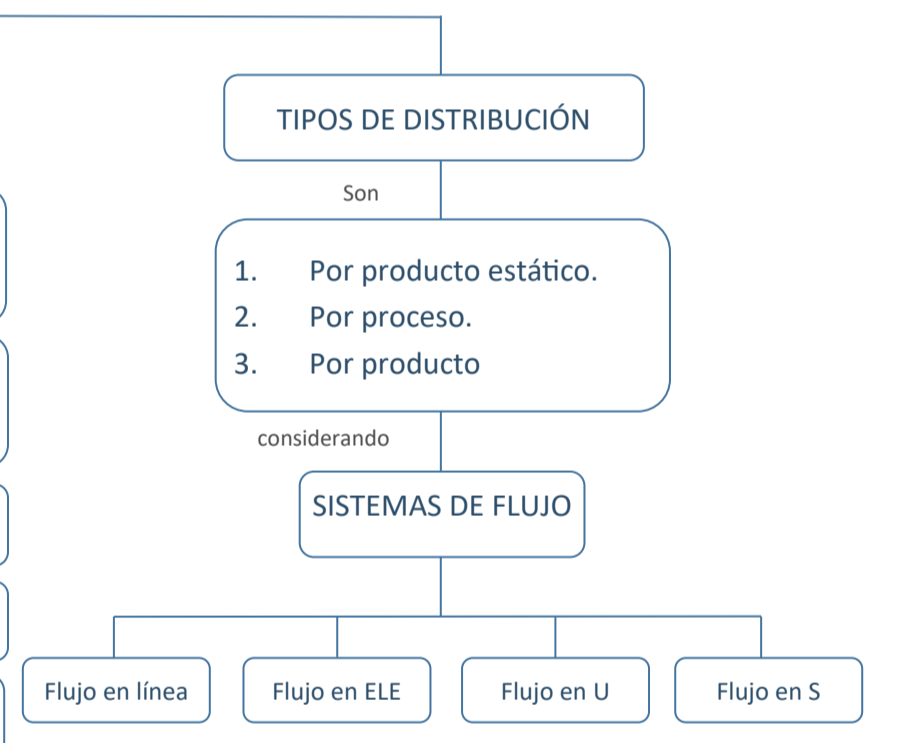 TIPOS DE DISTRIBUCIÓN
Son
1. Por producto estático.
2. Por proceso.
3. Por producto
considerando
SISTEMAS DE FLUJO
Flujo en línea
Flujo en ELE
Flujo en U
Flujo en S